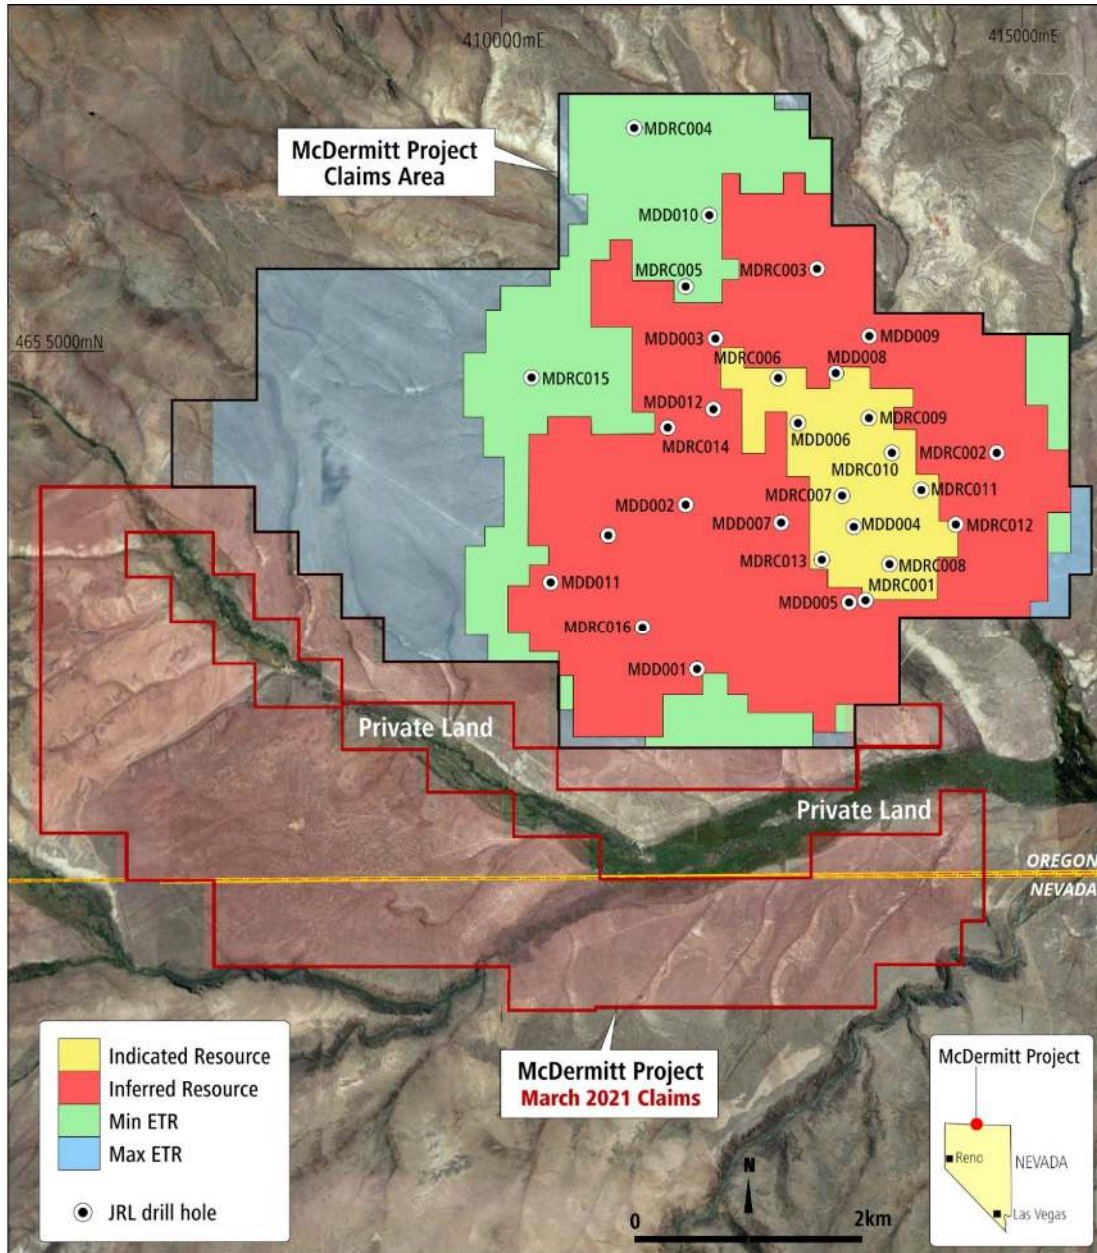 410000mE
415000mE
McDermitt Project
Claims Area
MDRC004
MDD010
MDRC005
MDRC003
465 5000mN
MDD003
MDD009
MDRC006
MDD008
MDRC015
MDD012
MDRC009
MDRC014
MDD006
MDRC010
MDRC002
MDRC007
MDRC011
MDD002
MDD007
MDD004
MDRC012
MDRC013
MDRC008
MDD011
MDRC001
MDD005
MDRC016
MDD001
Private Land
Private Land
OREGON
NEVADA
McDermitt Project
March 2021 Claims
Indicated Resource
Inferred Resource
Min ETR
Max ETR
JRL drill hole
N
0
2km
McDermitt Project
Reno
NEVADA
Las Vegas